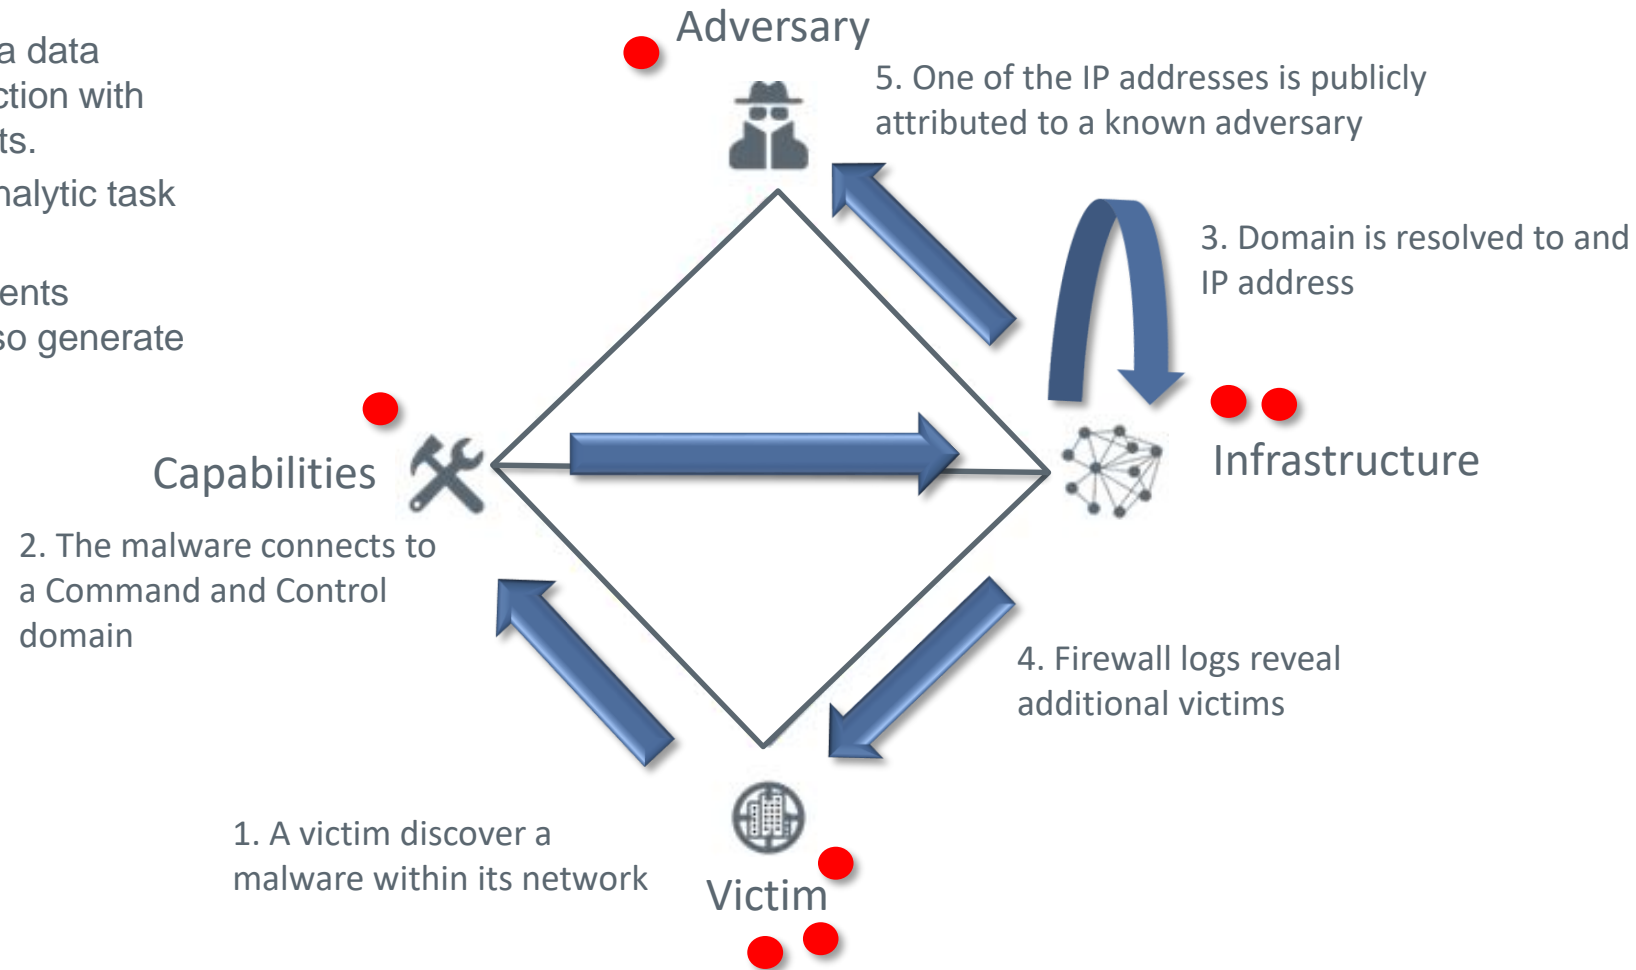 a data
ction with
ts.
nalytic task
ents
so generate
Adversary
5. One of the IP addresses is publicly
attributed to a known adversary
3. Domain is resolved to and
IP address
Capabilities
Infrastructure
2. The malware connects to
a Command and Control
domain
4. Firewall logs reveal
additional victims
1. A victim discover a
malware within its network
Victim